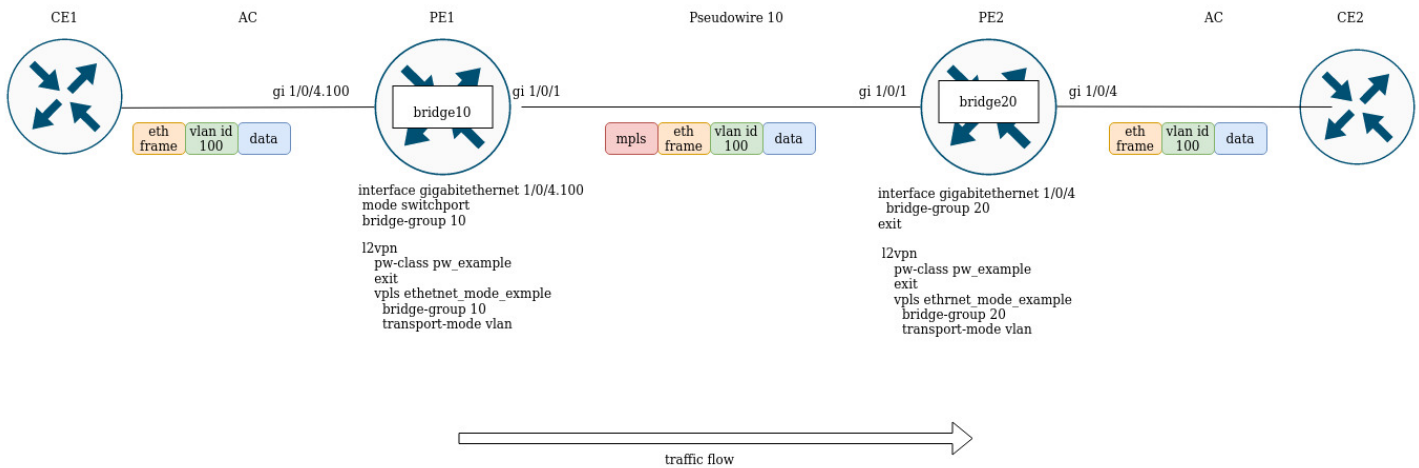 CE1
AC
PE1
Pseudowire 10
PE2
AC
CE2
gi 1/0/4.100
gi 1/0/1
gi 1/0/1
gi 1/0/4
bridge10
bridge20
eth
frame
vlan id
100
data
mpls
eth
frame
vlan id
100
data
eth
frame
vlan id
100
data
interface gigabitethernet 1/0/4.100
mode switchport
bridge-group 10
l2vpn
pw-class pw_example
exit
vpls ethetnet_mode_exmple
bridge-group 10
transport-mode vlan
interface gigabitethernet 1/0/4
bridge-group 20
exit
l2vpn
pw-class pw_example
exit
vpls ethrnet_mode_example
bridge-group 20
transport-mode vlan
traffic flow